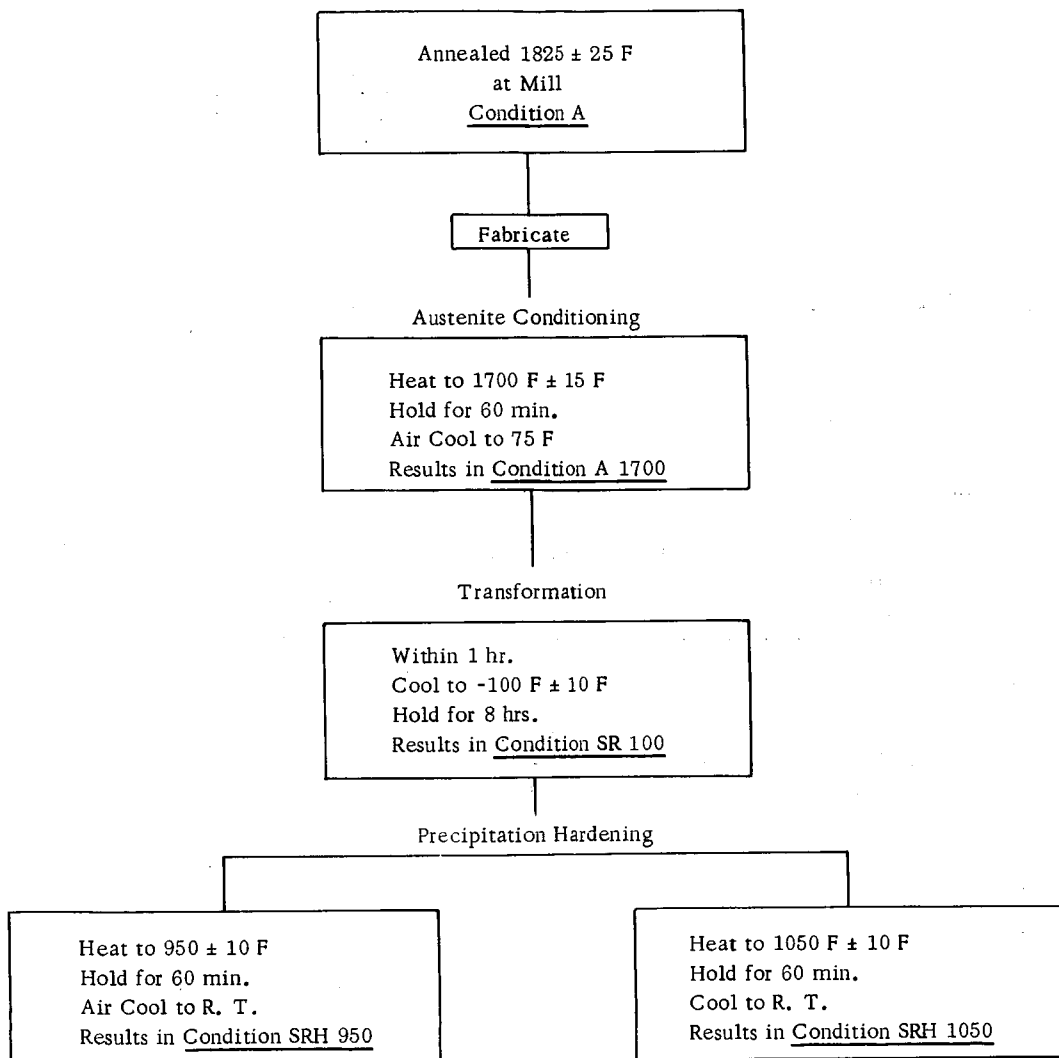 Annealed 1825 ± 25 F
at Mill
Condition A
Fabricate
Austenite Conditioning
Heat to 1700 F ± 15 F
Hold for 60 min.
Air Cool to 75 F
Results in Condition A 1700
Transformation
Within 1 hr.
Cool to -100 F ± 10 F
Hold for 8 hrs.
Results in Condition SR 100
Precipitation Hardening
Heat to 950 ± 10 F
Hold for 60 min.
Air Cool to R. T.
Results in Condition SRH 950
Heat to 1050 F ± 10 F
Hold for 60 min.
Cool to R. T.
Results in Condition SRH 1050